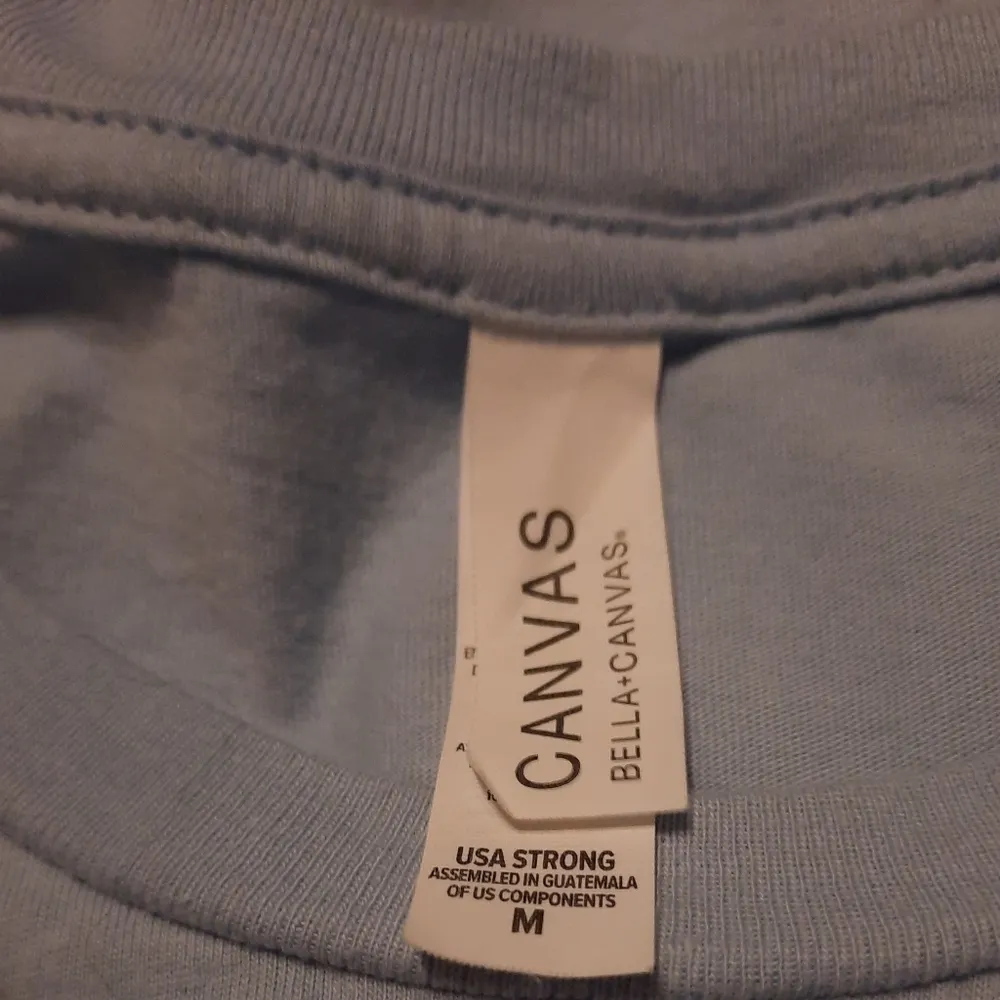 CANVAS
BELLA+CANVAS®
USA STRONG
ASSEMBLED IN GUATEMALA
OF US COMPONENTS
M